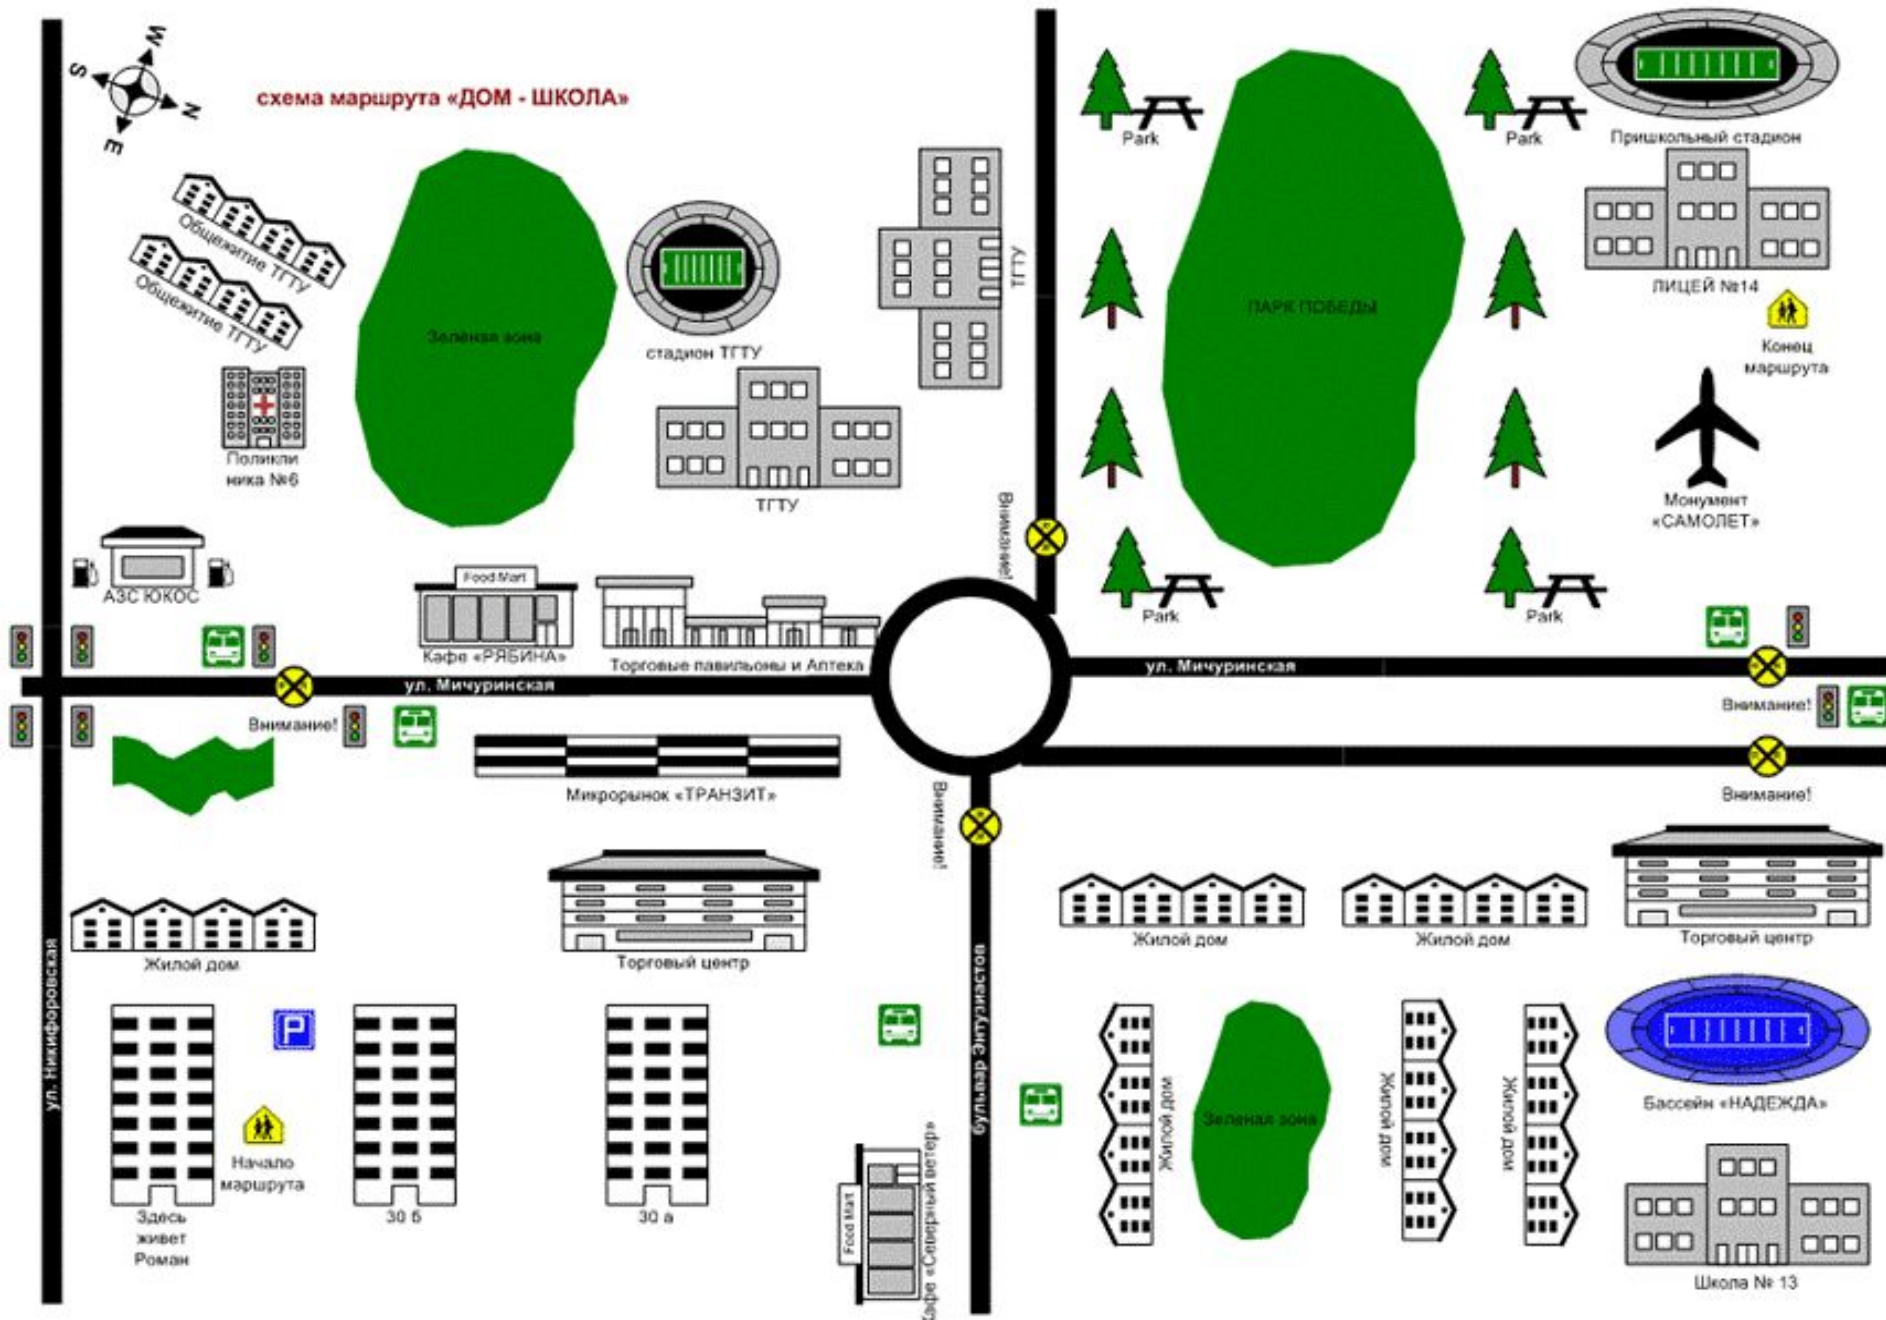 W
S
N
E
схема маршрута «ДОМ - ШКОЛА»
Park
Park
Пришкольный стадион
Общежитие ТГТУ
Общежитие ТГТУ
Зеленая зона
стадион ТГТУ
ТГТУ
ПАРК ПОБЕДЫ
ЛИЦЕЙ №14
Конец
маршрута
Поликли
ника №6
ТГТУ
Внимание!
Монумент
«САМОЛЕТ»
АЗС ЮКОС
Food Mart
Кафе «РЯБИНА»
Торговые павильоны и Аптека
Park
Park
ул. Мичуринская
ул. Мичуринская
Внимание!
Внимание!
Микрорынок «ТРАНЗИТ»
Внимание!
Внимание!
Жилой дом
Торговый центр
Жилой дом
Жилой дом
Торговый центр
ул. Никифоровская
P
бульвар Энтузиастов
Жилой дом
Зеленая зона
Жилой дом
Жилой дом
Бассейн «НАДЕЖДА»
Начало
маршрута
Здесь
живет
Роман
30 б
30 а
Food Mart
Кафе «Северный ветер»
Школа № 13